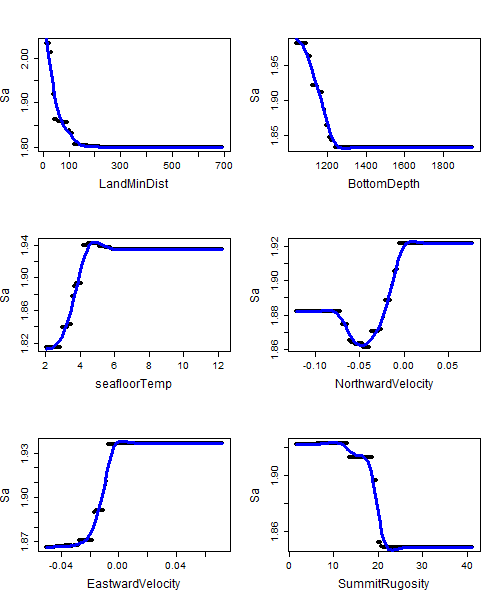 2.00
1.90
1.80
Sa
0 100 300 500 700
LandMinDist
1.95
1.90
1.85
Sa
1200 1400 1600 1800
BottomDepth
1.94
1.90
1.86
1.82
Sa
2 4 6 8 10 12
seafloorTemp
1.92
1.90
1.88
1.86
Sa
-0.10 -0.05 0.00 0.05
NorthwardVelocity
1.93
1.90
1.87
Sa
-0.04 0.00 0.04
EastwardVelocity
1.90
1.86
Sa
0 10 20 30 40
SummitRugosity